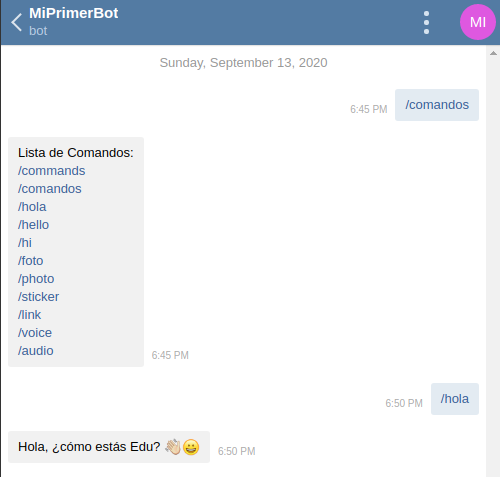 MiPrimerBot
bot
MI
Sunday, September 13, 2020
6:45 PM
/comandos
Lista de Comandos:
/commands
/comandos
/hola
/hello
/hi
/foto
/photo
/sticker
/link
/voice
/audio
6:45 PM
6:50 PM
/hola
Hola, ¿cómo estás Edu? 👏🏼😀
6:50 PM